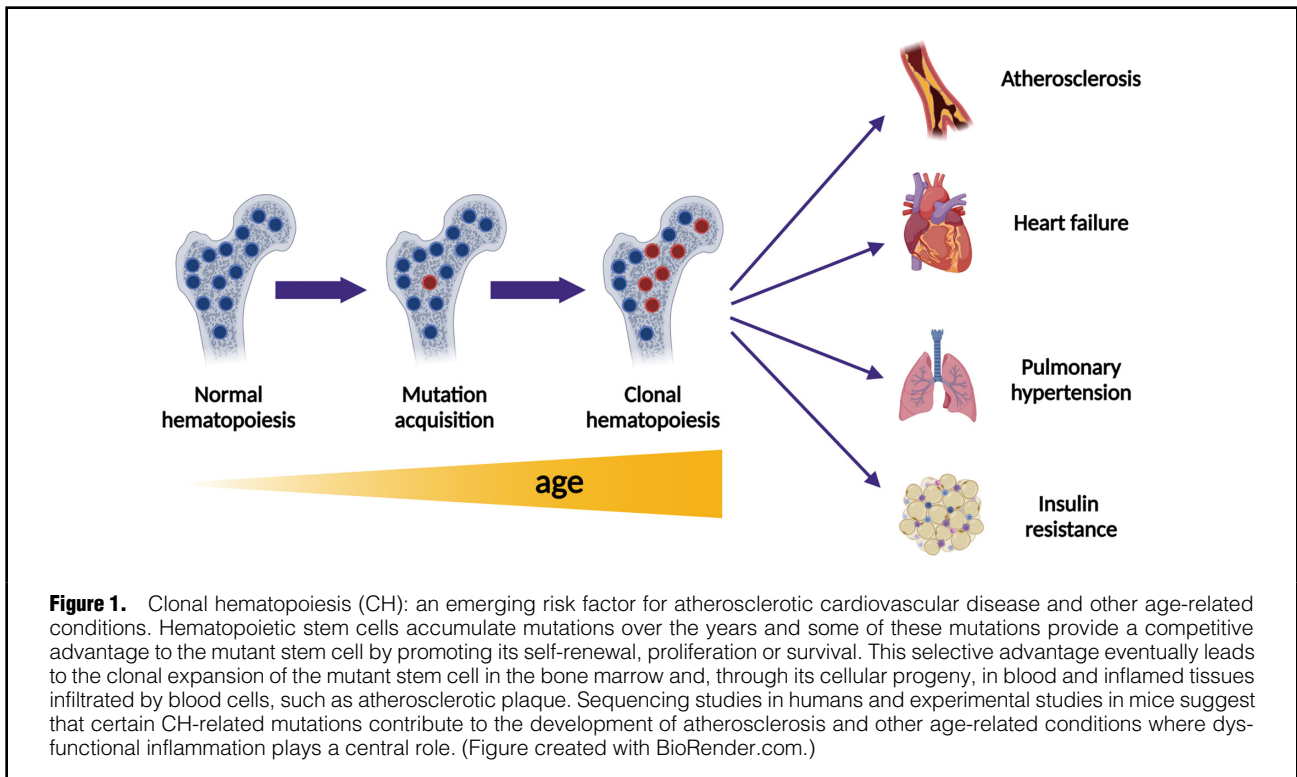 Atherosclerosis
Heart failure
Pulmonary
hypertension
Insulin
resistance
Normal
hematopoiesis
Mutation
acquisition
Clonal
hematopoiesis
age
Figure 1. Clonal hematopoiesis (CH): an emerging risk factor for atherosclerotic cardiovascular disease and other age-related
conditions. Hematopoietic stem cells accumulate mutations over the years and some of these mutations provide a competitive
advantage to the mutant stem cell by promoting its self-renewal, proliferation or survival. This selective advantage eventually leads
to the clonal expansion of the mutant stem cell in the bone marrow and, through its cellular progeny, in blood and inflamed tissues
infiltrated by blood cells, such as atherosclerotic plaque. Sequencing studies in humans and experimental studies in mice suggest
that certain CH-related mutations contribute to the development of atherosclerosis and other age-related conditions where dys-
functional inflammation plays a central role. (Figure created with BioRender.com.)